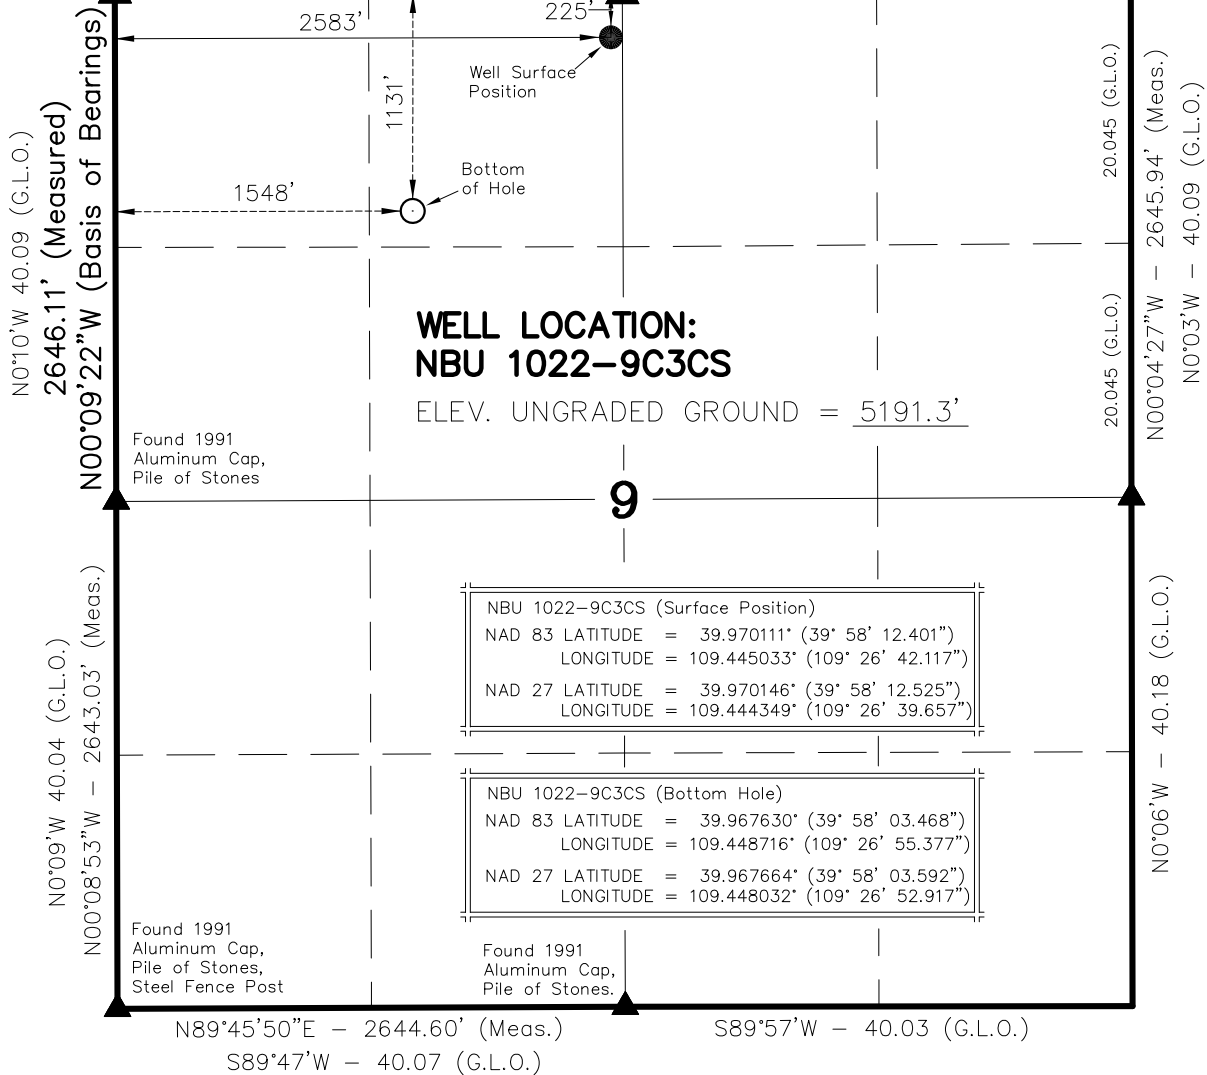 225'
2583'
Well Surface
Position
1131'
Bottom
of Hole
1548'
N0°10'W 40.09 (G.L.O.)
2646.11' (Measured)
N00°09'22"W (Basis of Bearings)
20.045 (G.L.O.)
20.045 (G.L.O.)
N00°04'27"W – 2645.94' (Meas.)
N0°03'W – 40.09 (G.L.O.)
WELL LOCATION:
NBU 1022–9C3CS
ELEV. UNGRADED GROUND = 5191.3'
Found 1991
Aluminum Cap,
Pile of Stones
9
NBU 1022–9C3CS (Surface Position)
NAD 83 LATITUDE = 39.970111° (39° 58' 12.401")
LONGITUDE = 109.445033° (109° 26' 42.117")
NAD 27 LATITUDE = 39.970146° (39° 58' 12.525")
LONGITUDE = 109.444349° (109° 26' 39.657")
NBU 1022–9C3CS (Bottom Hole)
NAD 83 LATITUDE = 39.967630° (39° 58' 03.468")
LONGITUDE = 109.448716° (109° 26' 55.377")
NAD 27 LATITUDE = 39.967664° (39° 58' 03.592")
LONGITUDE = 109.448032° (109° 26' 52.917")
N0°09'W 40.04 (G.L.O.)
N00°08'53"W – 2643.03' (Meas.)
N0°06'W – 40.18 (G.L.O.)
Found 1991
Aluminum Cap,
Pile of Stones,
Steel Fence Post
Found 1991
Aluminum Cap,
Pile of Stones.
N89°45'50"E – 2644.60' (Meas.)
S89°47'W – 40.07 (G.L.O.)
S89°57'W – 40.03 (G.L.O.)